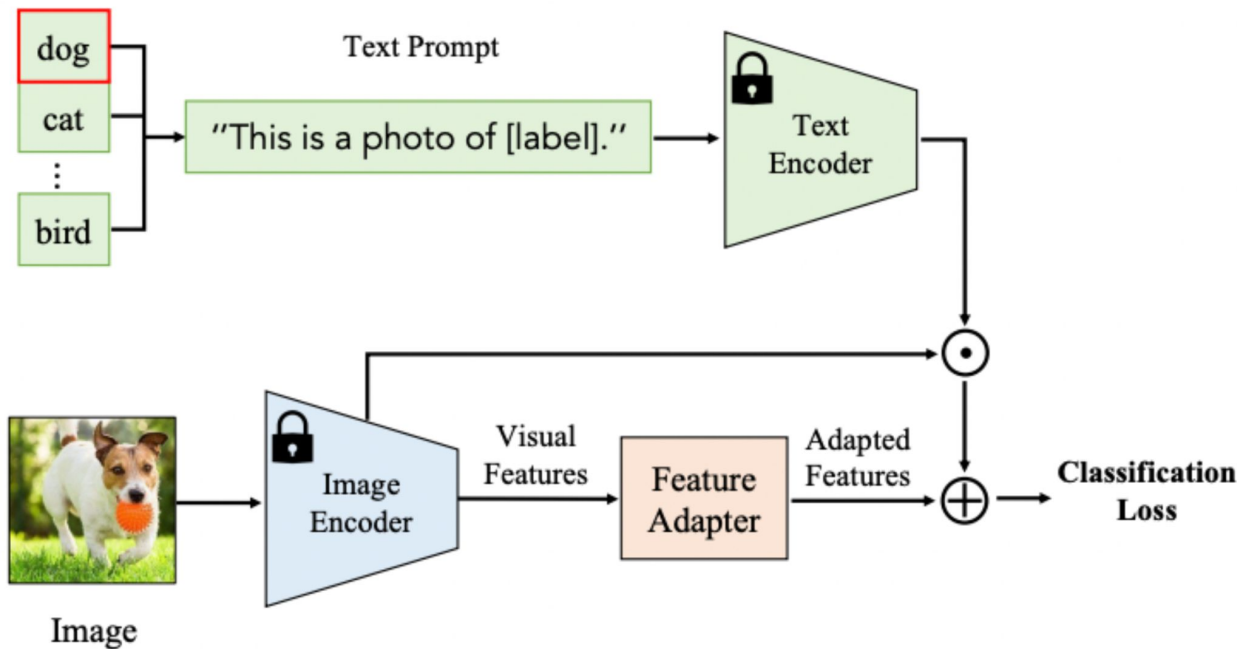 dog
cat
⋮
bird
Text Prompt
"This is a photo of [label]."
Text
Encoder
Image
Encoder
Visual
Features
Feature
Adapter
Adapted
Features
Classification
Loss
Image